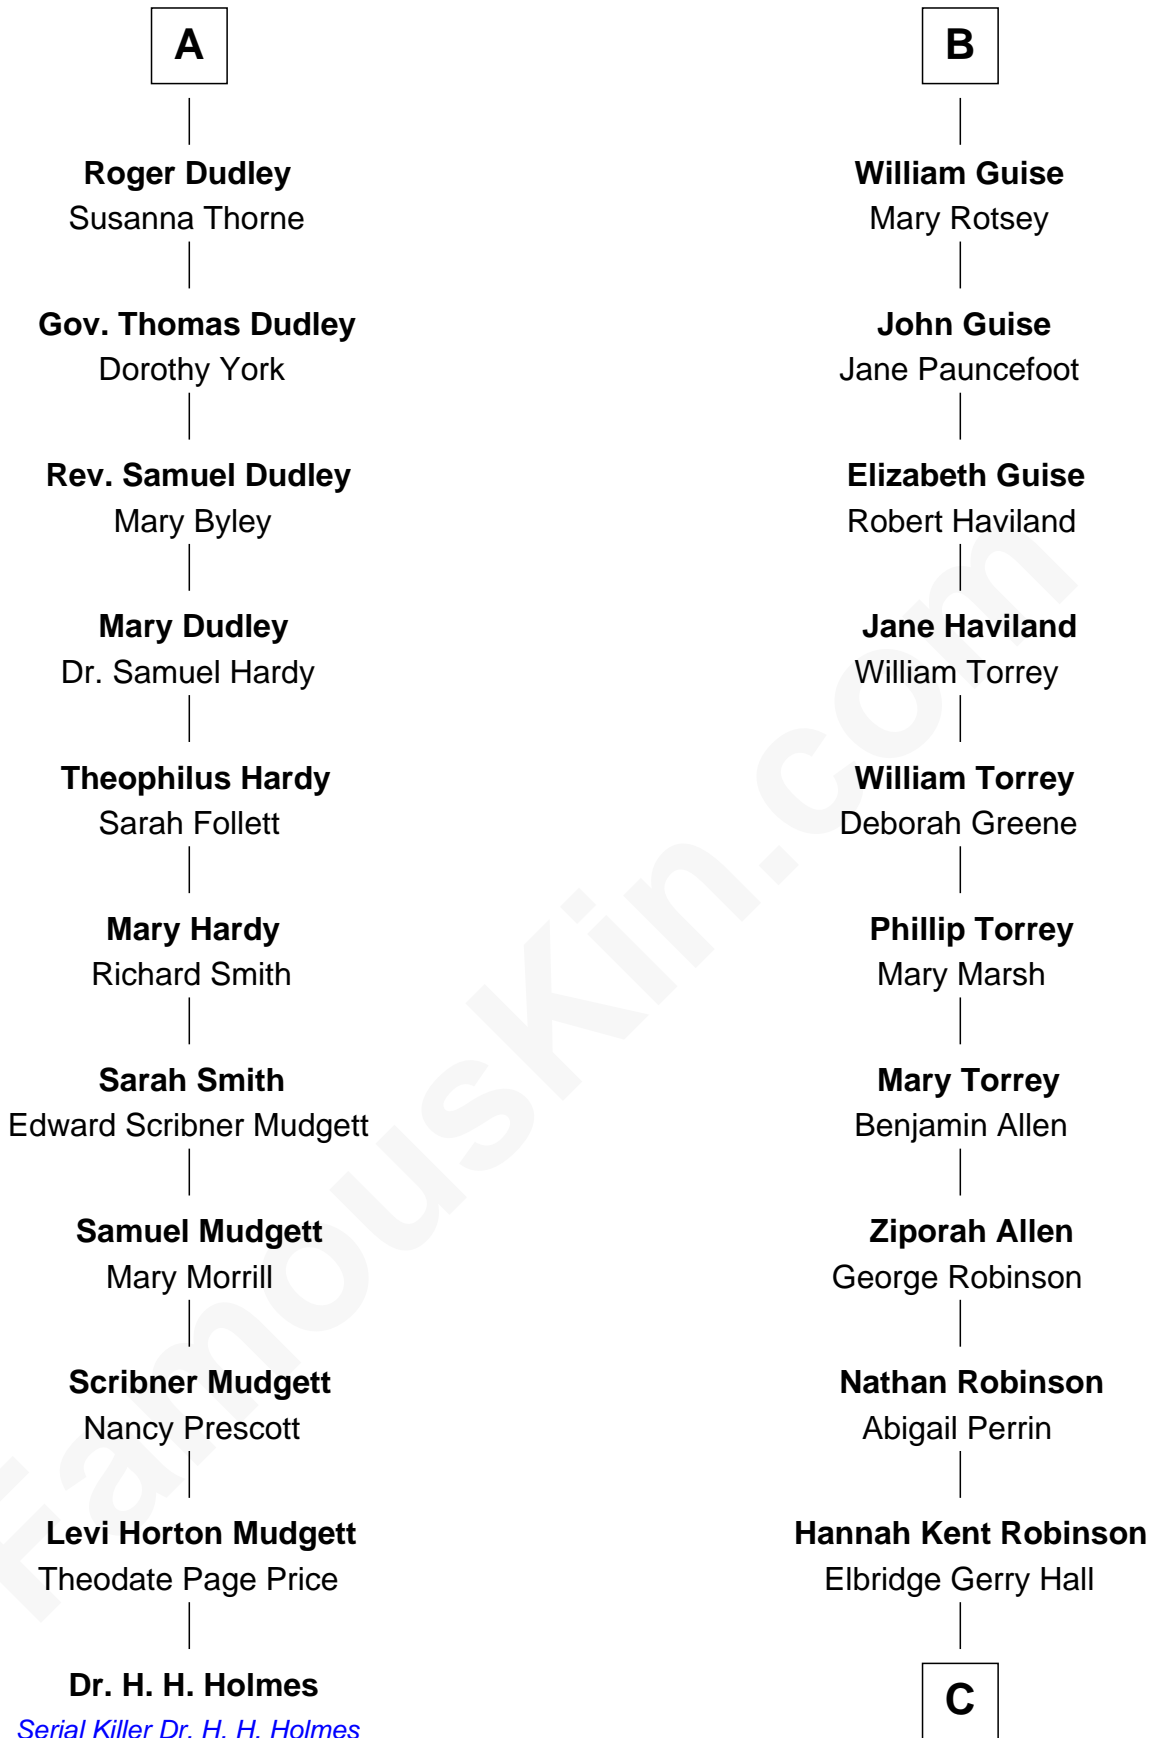 A
Roger Dudley
Susanna Thorne
Gov. Thomas Dudley
Dorothy York
Rev. Samuel Dudley
Mary Byley
Mary Dudley
Dr. Samuel Hardy
Theophilus Hardy
Sarah Follett
Mary Hardy
Richard Smith
Sarah Smith
Edward Scribner Mudgett
Samuel Mudgett
Mary Morrill
Scribner Mudgett
Nancy Prescott
Levi Horton Mudgett
Theodate Page Price
Dr. H. H. Holmes
Serial Killer Dr. H. H. Holmes
B
William Guise
Mary Rotsey
John Guise
Jane Pauncefoot
Elizabeth Guise
Robert Haviland
Jane Haviland
William Torrey
William Torrey
Deborah Greene
Phillip Torrey
Mary Marsh
Mary Torrey
Benjamin Allen
Ziporah Allen
George Robinson
Nathan Robinson
Abigail Perrin
Hannah Kent Robinson
Elbridge Gerry Hall
C
FamousKin.com